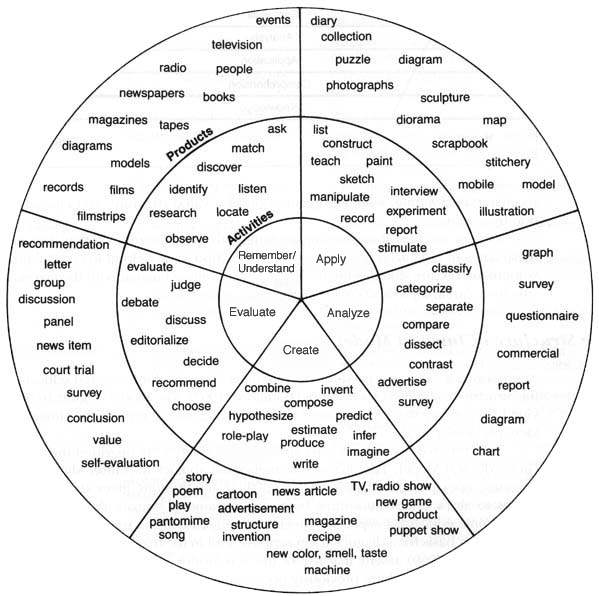 events
television
radio
people
newspapers
books
magazines
tapes
diagrams
models
records
films
filmstrips
Products
ask
match
discover
identify
listen
research
locate
observe
Activities
Remember/
Understand
diary
collection
puzzle
diagram
photographs
sculpture
diorama
map
scrapbook
stitchery
mobile
model
illustration
list
construct
teach
paint
sketch
manipulate
interview
record
experiment
report
stimulate
Apply
graph
survey
questionnaire
commercial
report
diagram
chart
classify
categorize
separate
compare
dissect
contrast
advertise
survey
Analyze
Create
combine
invent
compose
hypothesize
predict
estimate
role-play
infer
produce
imagine
write
story
poem
play
pantomime
song
cartoon
news article
advertisement
structure
invention
magazine
recipe
TV, radio show
new game
product
puppet show
new color, smell, taste
machine
Evaluate
evaluate
judge
debate
discuss
editorialize
decide
recommend
choose
recommendation
letter
group
discussion
panel
news item
court trial
survey
conclusion
value
self-evaluation